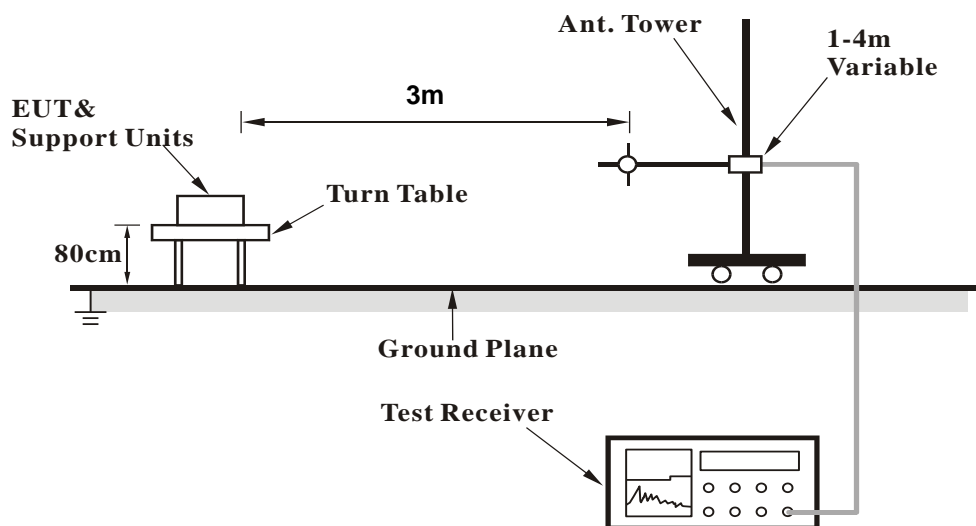 Ant. Tower
1-4m
Variable
3m
EUT&
Support Units
Turn Table
80cm
Ground Plane
Test Receiver